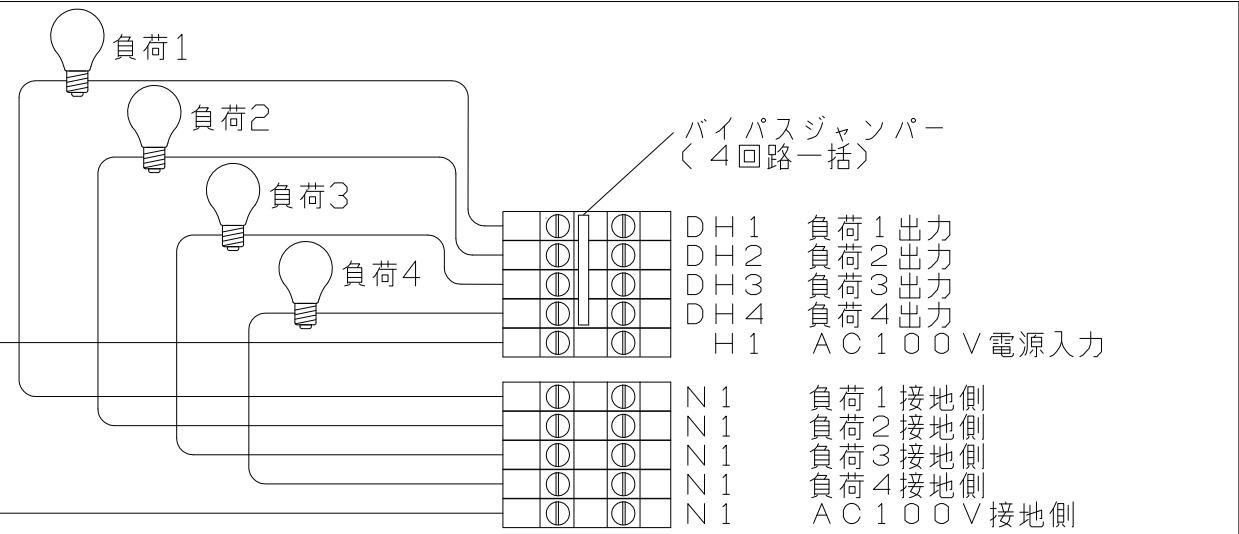 負荷1
負荷2
負荷3
負荷4
バイパスジャンパー
（4回路一括）
DH1 負荷1出力
DH2 負荷2出力
DH3 負荷3出力
DH4 負荷4出力
H1 AC100V電源入力
N1 負荷1接地側
N1 負荷2接地側
N1 負荷3接地側
N1 負荷4接地側
N1 AC100V接地側